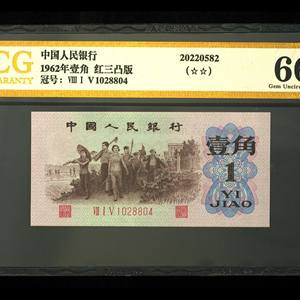 CG
ARANTY
中国人民银行
1962年壹角 红三凸版
冠号: Ⅷ Ⅰ Ⅴ 1028804
20220582
(☆☆)
66
Gem Uncirc
中國人民銀行
壹角
1
YI
JIAO
Ⅷ Ⅰ Ⅴ 1028804